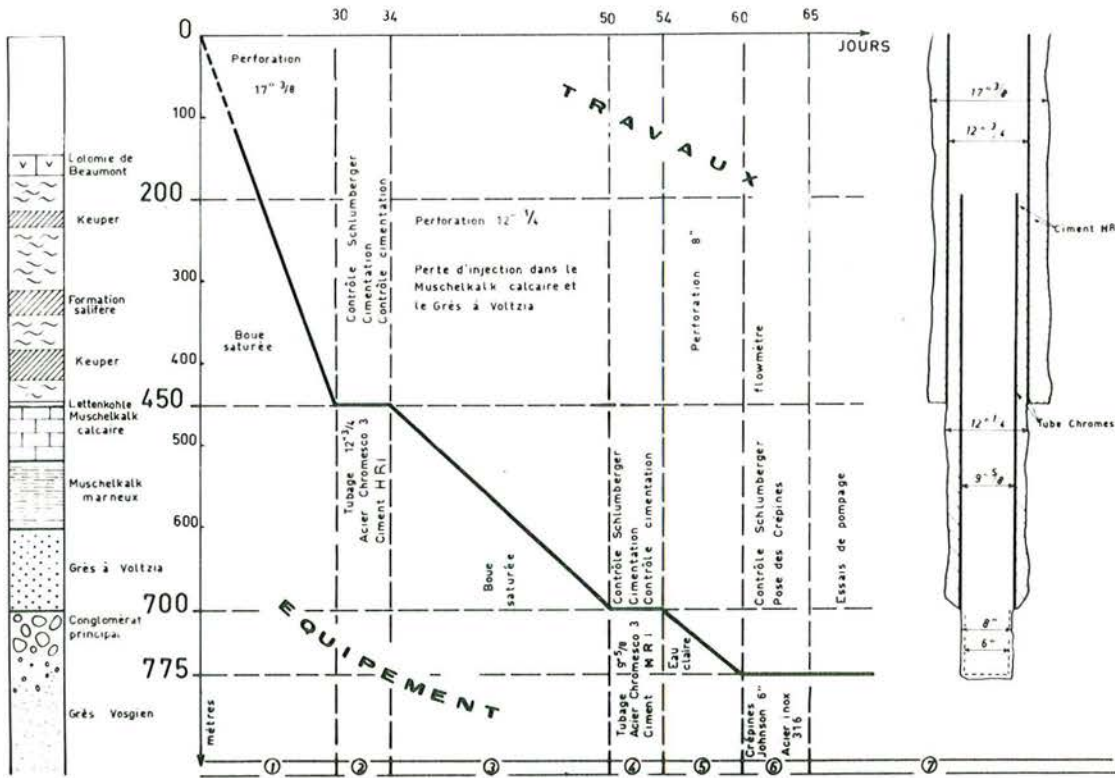 30 34 50 54 60 65
JOURS
0
100
200
300
400
450
500
600
700
775
mètres
Lolomie de
Beaumont
Keuper
Formation
salifère
Keuper
Lettenkohle
Muschelkalk
calcaire
Muschelkalk
marneux
Grès à Voltzia
Conglomérat
principal
Grès Vosgien
Perforation
17" 3/8
Boue
saturée
Contrôle Schlumberger
Cimentation
Contrôle cimentation
Tubage 12"3/4
Acier Chromesco 3
Ciment HRI
Perforation 12" 1/4
Perte d'injection dans le
Muschelkalk calcaire et
le Grès à Voltzia
Boue
saturée
TRAVAUX
EQUIPEMENT
Contrôle Schlumberger
Cimentation
Contrôle cimentation
Tubage 9"5/8
Acier Chromesco 3
Ciment HRI
Perforation 8"
Eau
claire
flowmètre
Contrôle Schlumberger
Pose des Crépines
Crépines
Johnson 6"
Acier inox
316
Essais de pompage
1 2 3 4 5 6 7
17"3/8
12"3/4
Ciment HRI
Tube Chromes
12"1/4
9"5/8
8"
6"